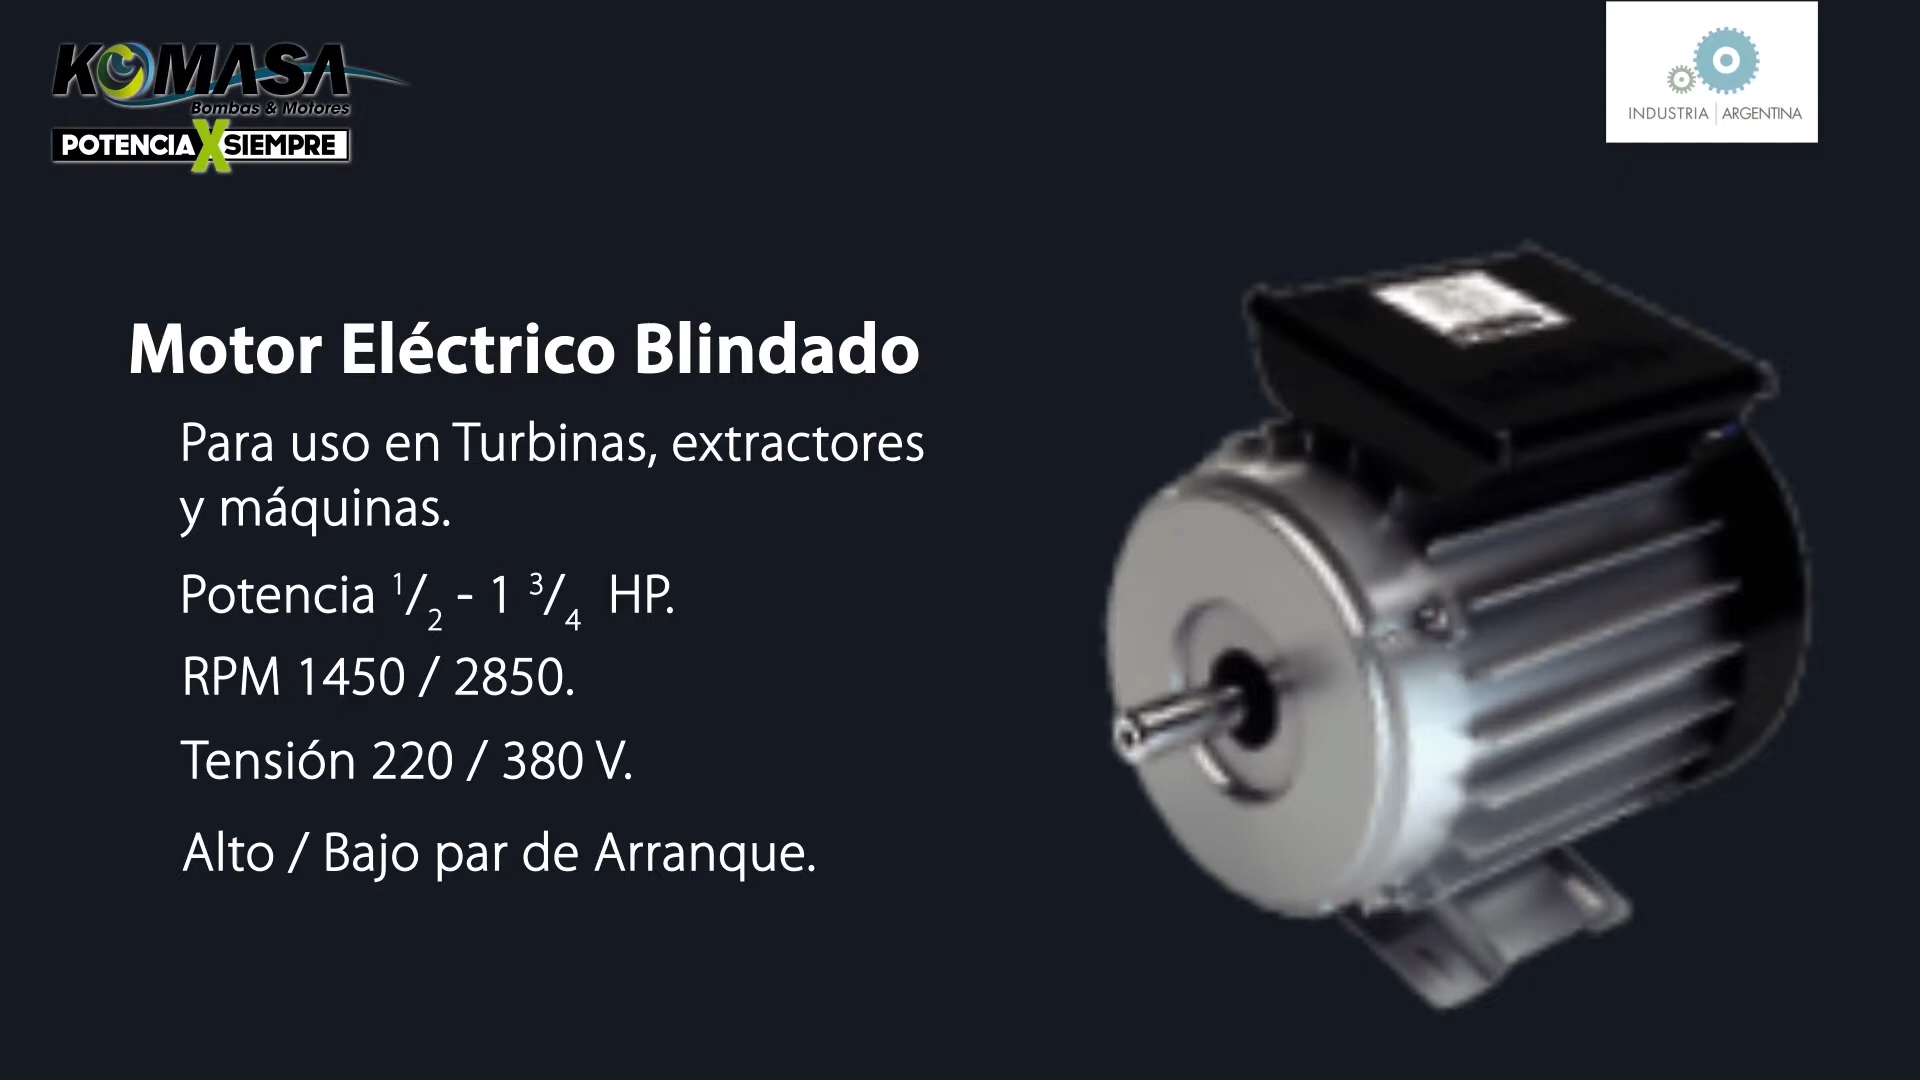 KOMASA
Bombas & Motores
POTENCIA X SIEMPRE
INDUSTRIA | ARGENTINA
Motor Eléctrico Blindado
Para uso en Turbinas, extractores
y máquinas.
Potencia 1/2 - 1 3/4 HP.
RPM 1450 / 2850.
Tensión 220 / 380 V.
Alto / Bajo par de Arranque.